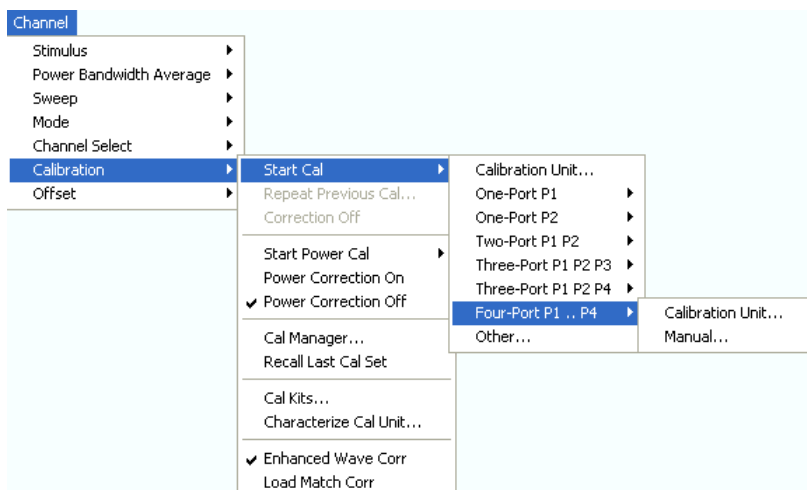 Channel
Stimulus
Power Bandwidth Average
Sweep
Mode
Channel Select
Calibration
Offset
Start Cal
Repeat Previous Cal...
Correction Off
Start Power Cal
Power Correction On
Power Correction Off
Cal Manager...
Recall Last Cal Set
Cal Kits...
Characterize Cal Unit...
Enhanced Wave Corr
Load Match Corr
Calibration Unit...
One-Port P1
One-Port P2
Two-Port P1 P2
Three-Port P1 P2 P3
Three-Port P1 P2 P4
Four-Port P1 .. P4
Other...
Calibration Unit...
Manual...